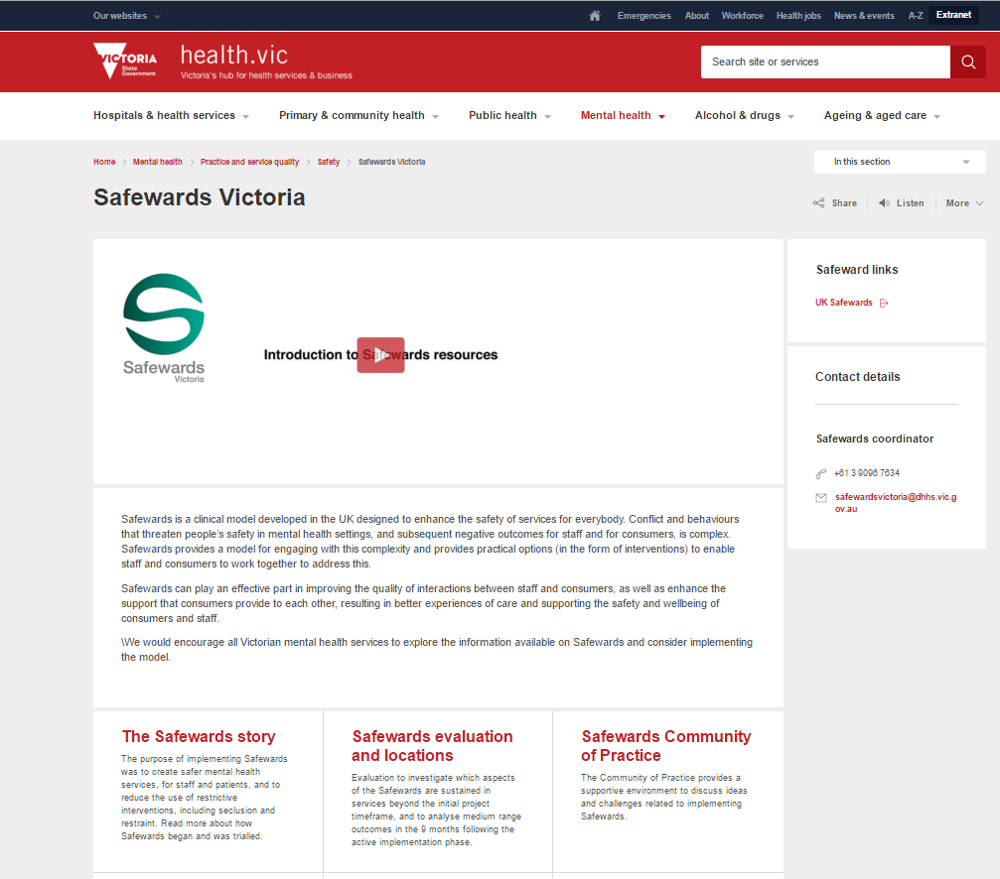 Our websites
Emergencies About Workforce Health jobs News & events A-Z Extranet
VICTORIA
State
Government
health.vic
Victoria's hub for health services & business
Search site or services
Hospitals & health services Primary & community health Public health Mental health Alcohol & drugs Ageing & aged care
Home Mental health Practice and service quality Safety Safewards Victoria
In this section
Safewards Victoria
Share Listen More
Safewards
Victoria
Introduction to Safewards resources
Safeward links
UK Safewards
Contact details
Safewards coordinator
+61 3 9096 7634
safewardsvictoria@dhhs.vic.g
ov.au
Safewards is a clinical model developed in the UK designed to enhance the safety of services for everybody. Conflict and behaviours
that threaten people's safety in mental health settings, and subsequent negative outcomes for staff and for consumers, is complex.
Safewards provides a model for engaging with this complexity and provides practical options (in the form of interventions) to enable
staff and consumers to work together to address this.
Safewards can play an effective part in improving the quality of interactions between staff and consumers, as well as enhance the
support that consumers provide to each other, resulting in better experiences of care and supporting the safety and wellbeing of
consumers and staff.
\We would encourage all Victorian mental health services to explore the information available on Safewards and consider implementing
the model.
The Safewards story
The purpose of implementing Safewards
was to create safer mental health
services, for staff and patients, and to
reduce the use of restrictive
interventions, including seclusion and
restraint. Read more about how
Safewards began and was trialled.
Safewards evaluation
and locations
Evaluation to investigate which aspects
of the Safewards are sustained in
services beyond the initial project
timeframe, and to analyse medium range
outcomes in the 9 months following the
active implementation phase.
Safewards Community
of Practice
The Community of Practice provides a
supportive environment to discuss ideas
and challenges related to implementing
Safewards.